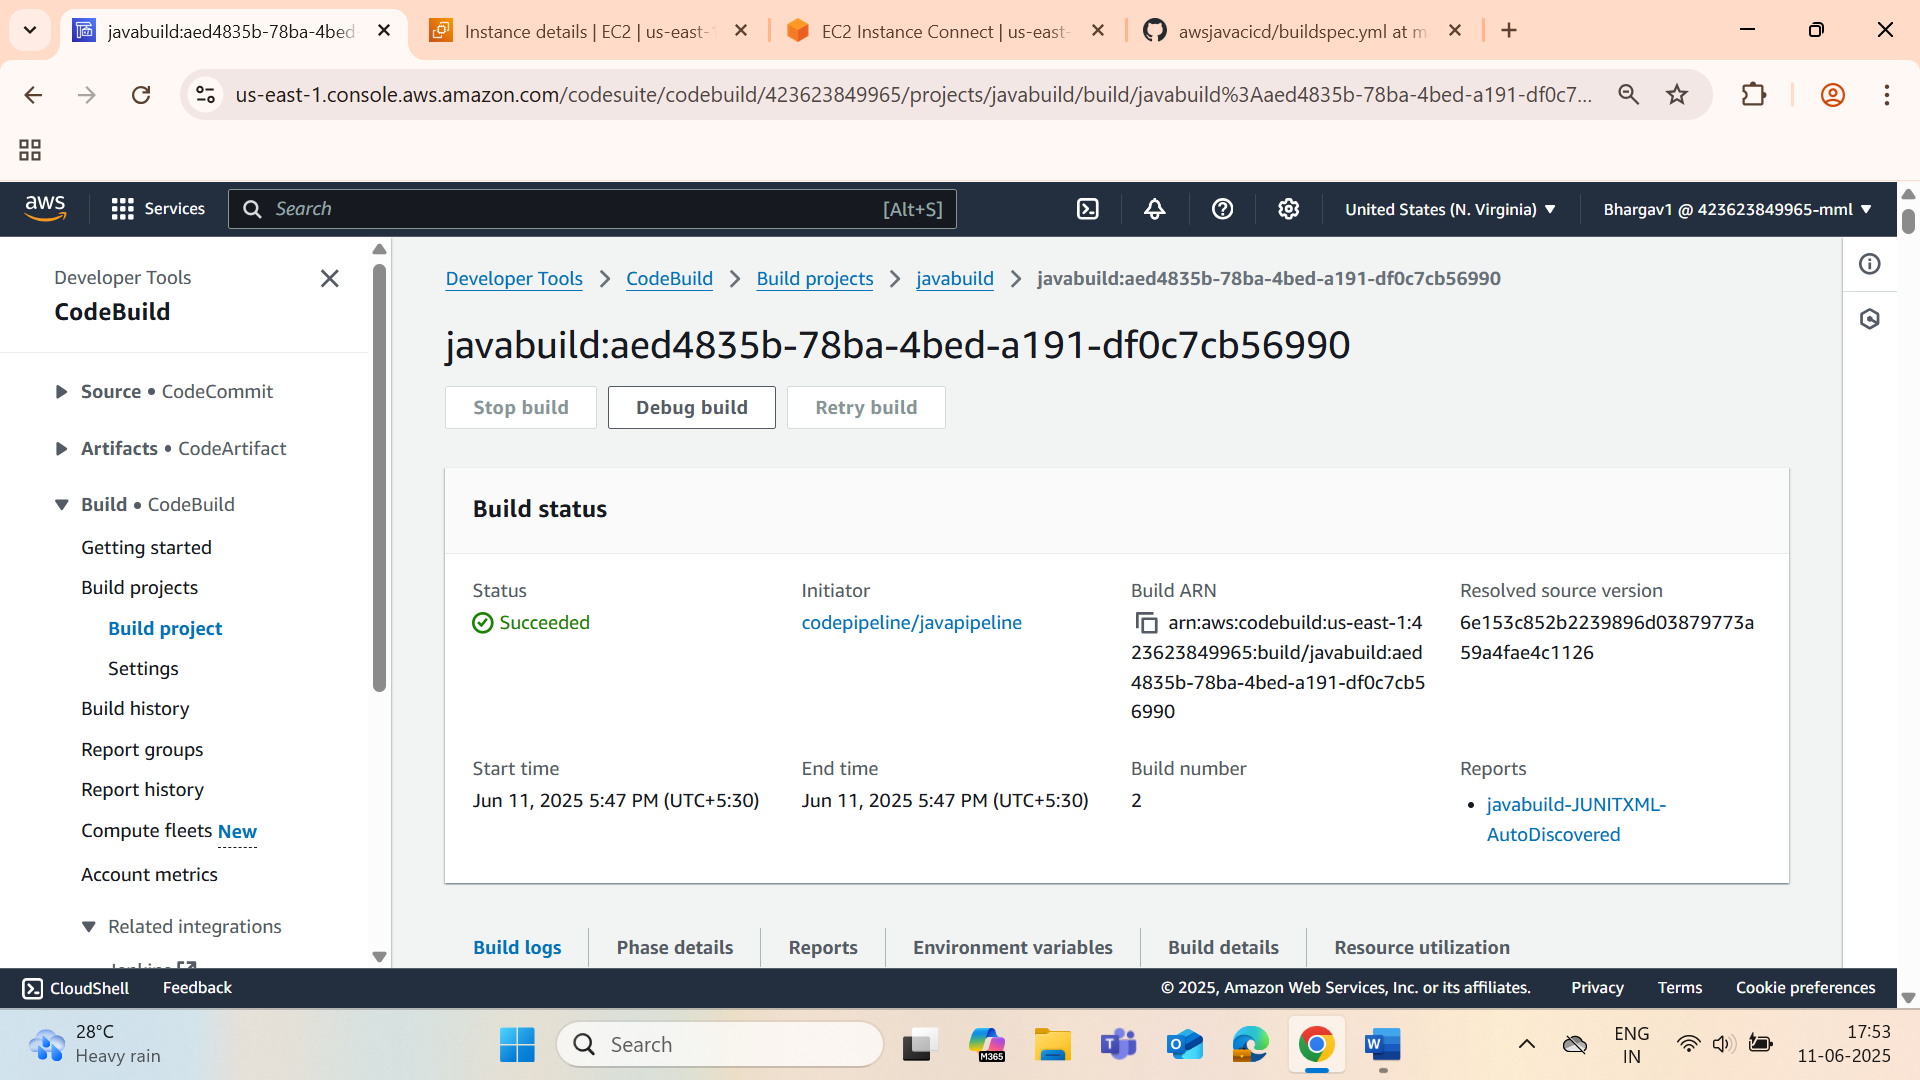 javabuild:aed4835b-78ba-4bed-
Instance details | EC2 | us-east-1
EC2 Instance Connect | us-east-
awsjavacicd/buildspec.yml at m
us-east-1.console.aws.amazon.com/codesuite/codebuild/423623849965/projects/javabuild/build/javabuild%3Aaed4835b-78ba-4bed-a191-df0c7...
aws
Services
Search
[Alt+S]
United States (N. Virginia)
Bhargav1 @ 423623849965-mml
Developer Tools
CodeBuild
Source • CodeCommit
Artifacts • CodeArtifact
Build • CodeBuild
Getting started
Build projects
Build project
Settings
Build history
Report groups
Report history
Compute fleets New
Account metrics
Related integrations
Jenkins
Developer Tools
CodeBuild
Build projects
javabuild
javabuild:aed4835b-78ba-4bed-a191-df0c7cb56990
javabuild:aed4835b-78ba-4bed-a191-df0c7cb56990
Stop build
Debug build
Retry build
Build status
Status
Succeeded
Initiator
codepipeline/javapipeline
Build ARN
arn:aws:codebuild:us-east-1:4
23623849965:build/javabuild:aed
4835b-78ba-4bed-a191-df0c7cb5
6990
Resolved source version
6e153c852b2239896d03879773a
59a4fae4c1126
Start time
Jun 11, 2025 5:47 PM (UTC+5:30)
End time
Jun 11, 2025 5:47 PM (UTC+5:30)
Build number
2
Reports
• javabuild-JUNITXML-
AutoDiscovered
Build logs
Phase details
Reports
Environment variables
Build details
Resource utilization
CloudShell
Feedback
© 2025, Amazon Web Services, Inc. or its affiliates.
Privacy
Terms
Cookie preferences
28°C
Heavy rain
Search
M365
ENG
IN
17:53
11-06-2025